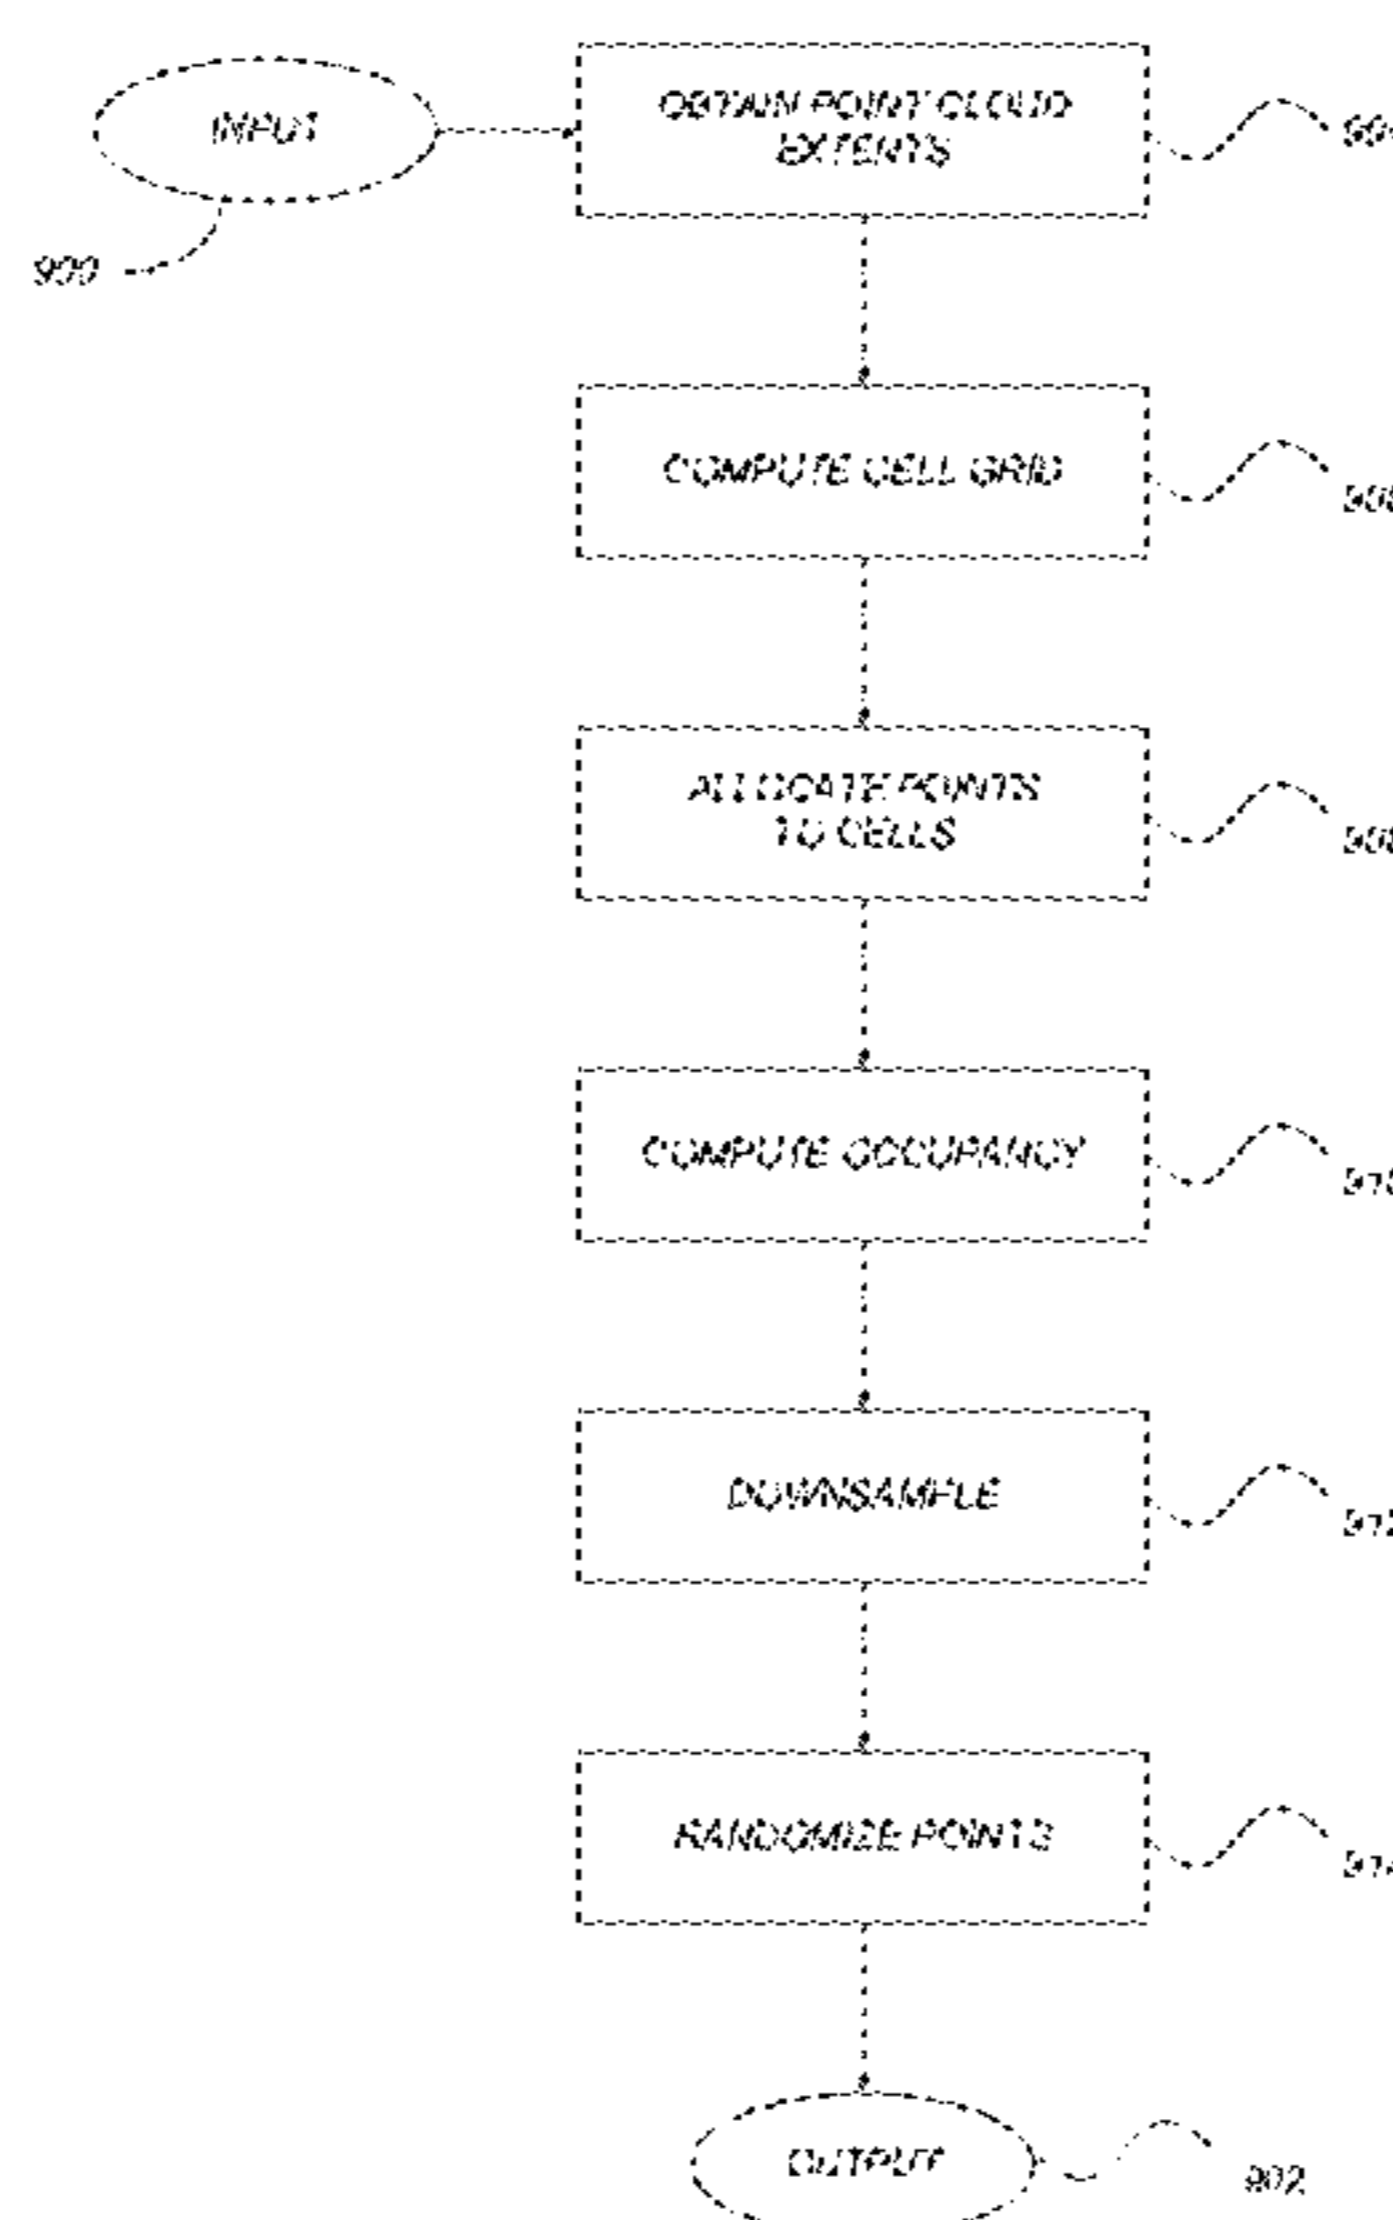 INPUT
OBTAIN POINT CLOUD
EXTENTS
900
COMPUTE CELL GRID
ALLOCATE POINTS
TO CELLS
COMPUTE OCCUPANCY
DOWNSAMPLE
RANDOMIZE POINTS
OUTPUT
902